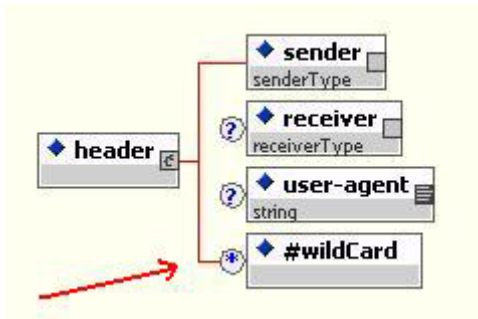 sender
senderType
? receiver
receiverType
header
? user-agent
string
* #wildCard